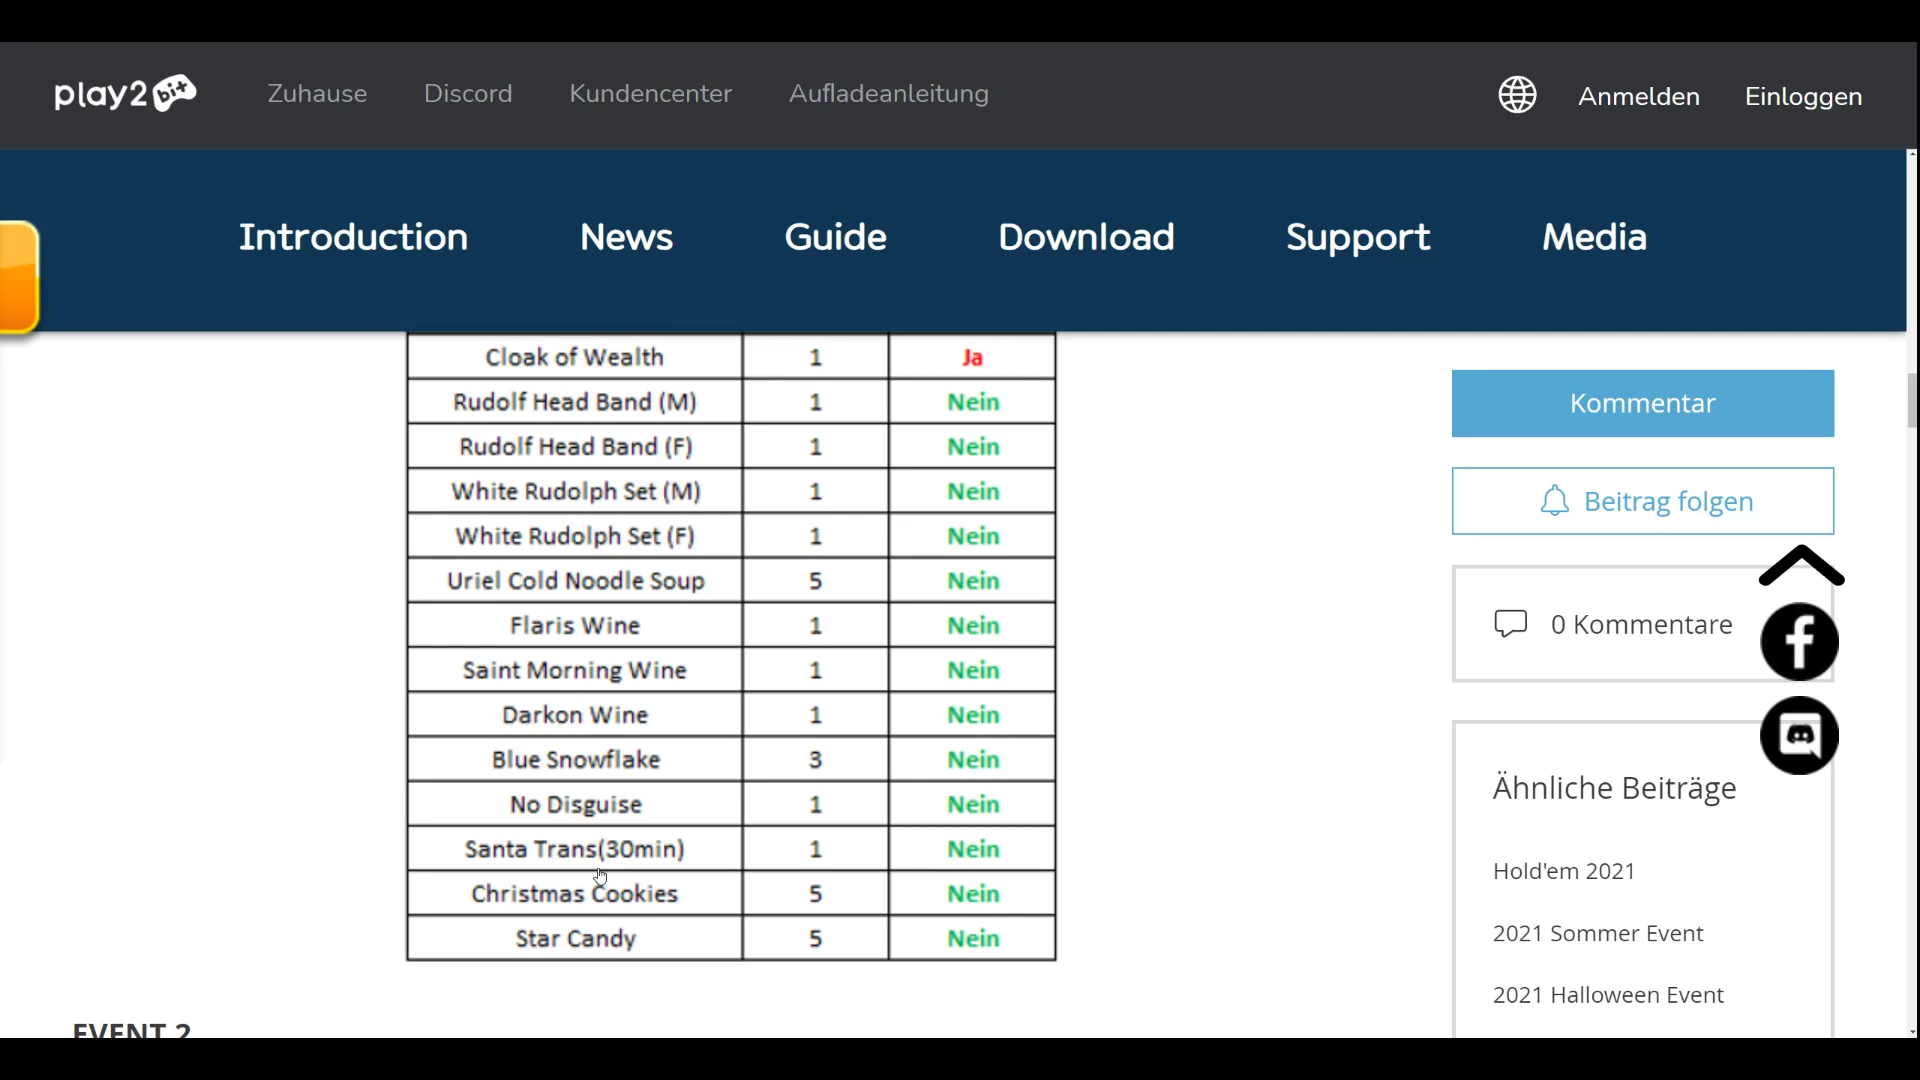 play2bit Zuhause Discord Kundencenter Aufladeanleitung Anmelden Einloggen
Introduction News Guide Download Support Media
Cloak of Wealth 1 Ja
Rudolf Head Band (M) 1 Nein
Rudolf Head Band (F) 1 Nein
White Rudolph Set (M) 1 Nein
White Rudolph Set (F) 1 Nein
Uriel Cold Noodle Soup 5 Nein
Flaris Wine 1 Nein
Saint Morning Wine 1 Nein
Darkon Wine 1 Nein
Blue Snowflake 3 Nein
No Disguise 1 Nein
Santa Trans(30min) 1 Nein
Christmas Cookies 5 Nein
Star Candy 5 Nein
EVENT 2
Kommentar
Beitrag folgen
0 Kommentare
Ähnliche Beiträge
Hold'em 2021
2021 Sommer Event
2021 Halloween Event